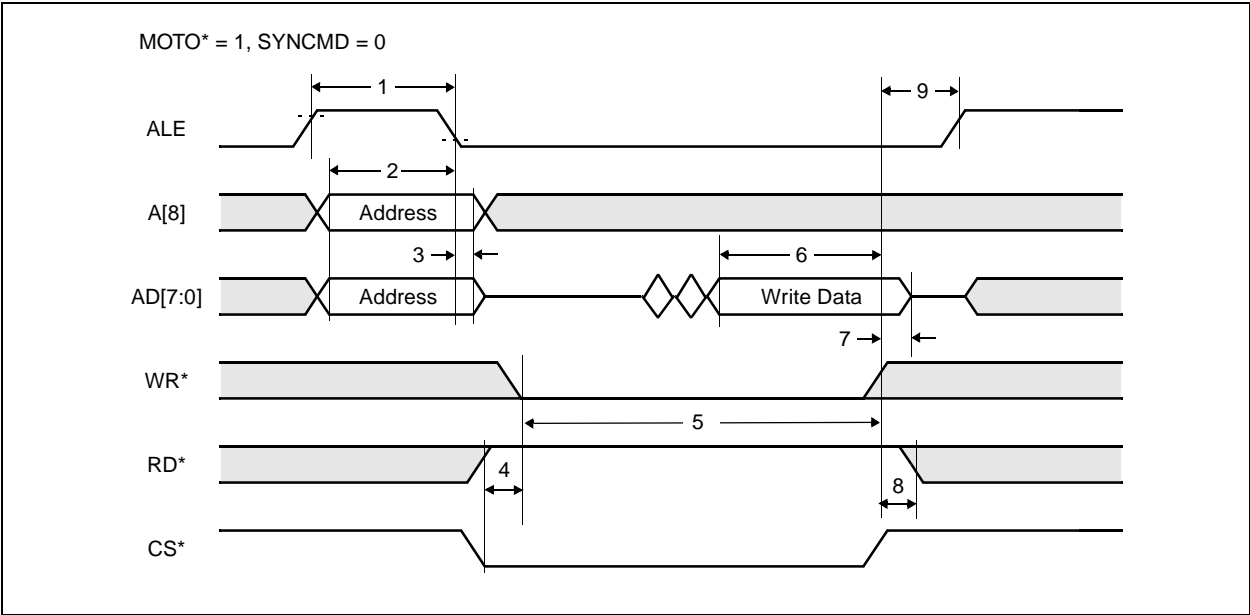 MOTO* = 1, SYNCMD = 0
1
9
ALE
2
A[8]
Address
3
6
AD[7:0]
Address
Write Data
7
WR*
5
RD*
4
8
CS*